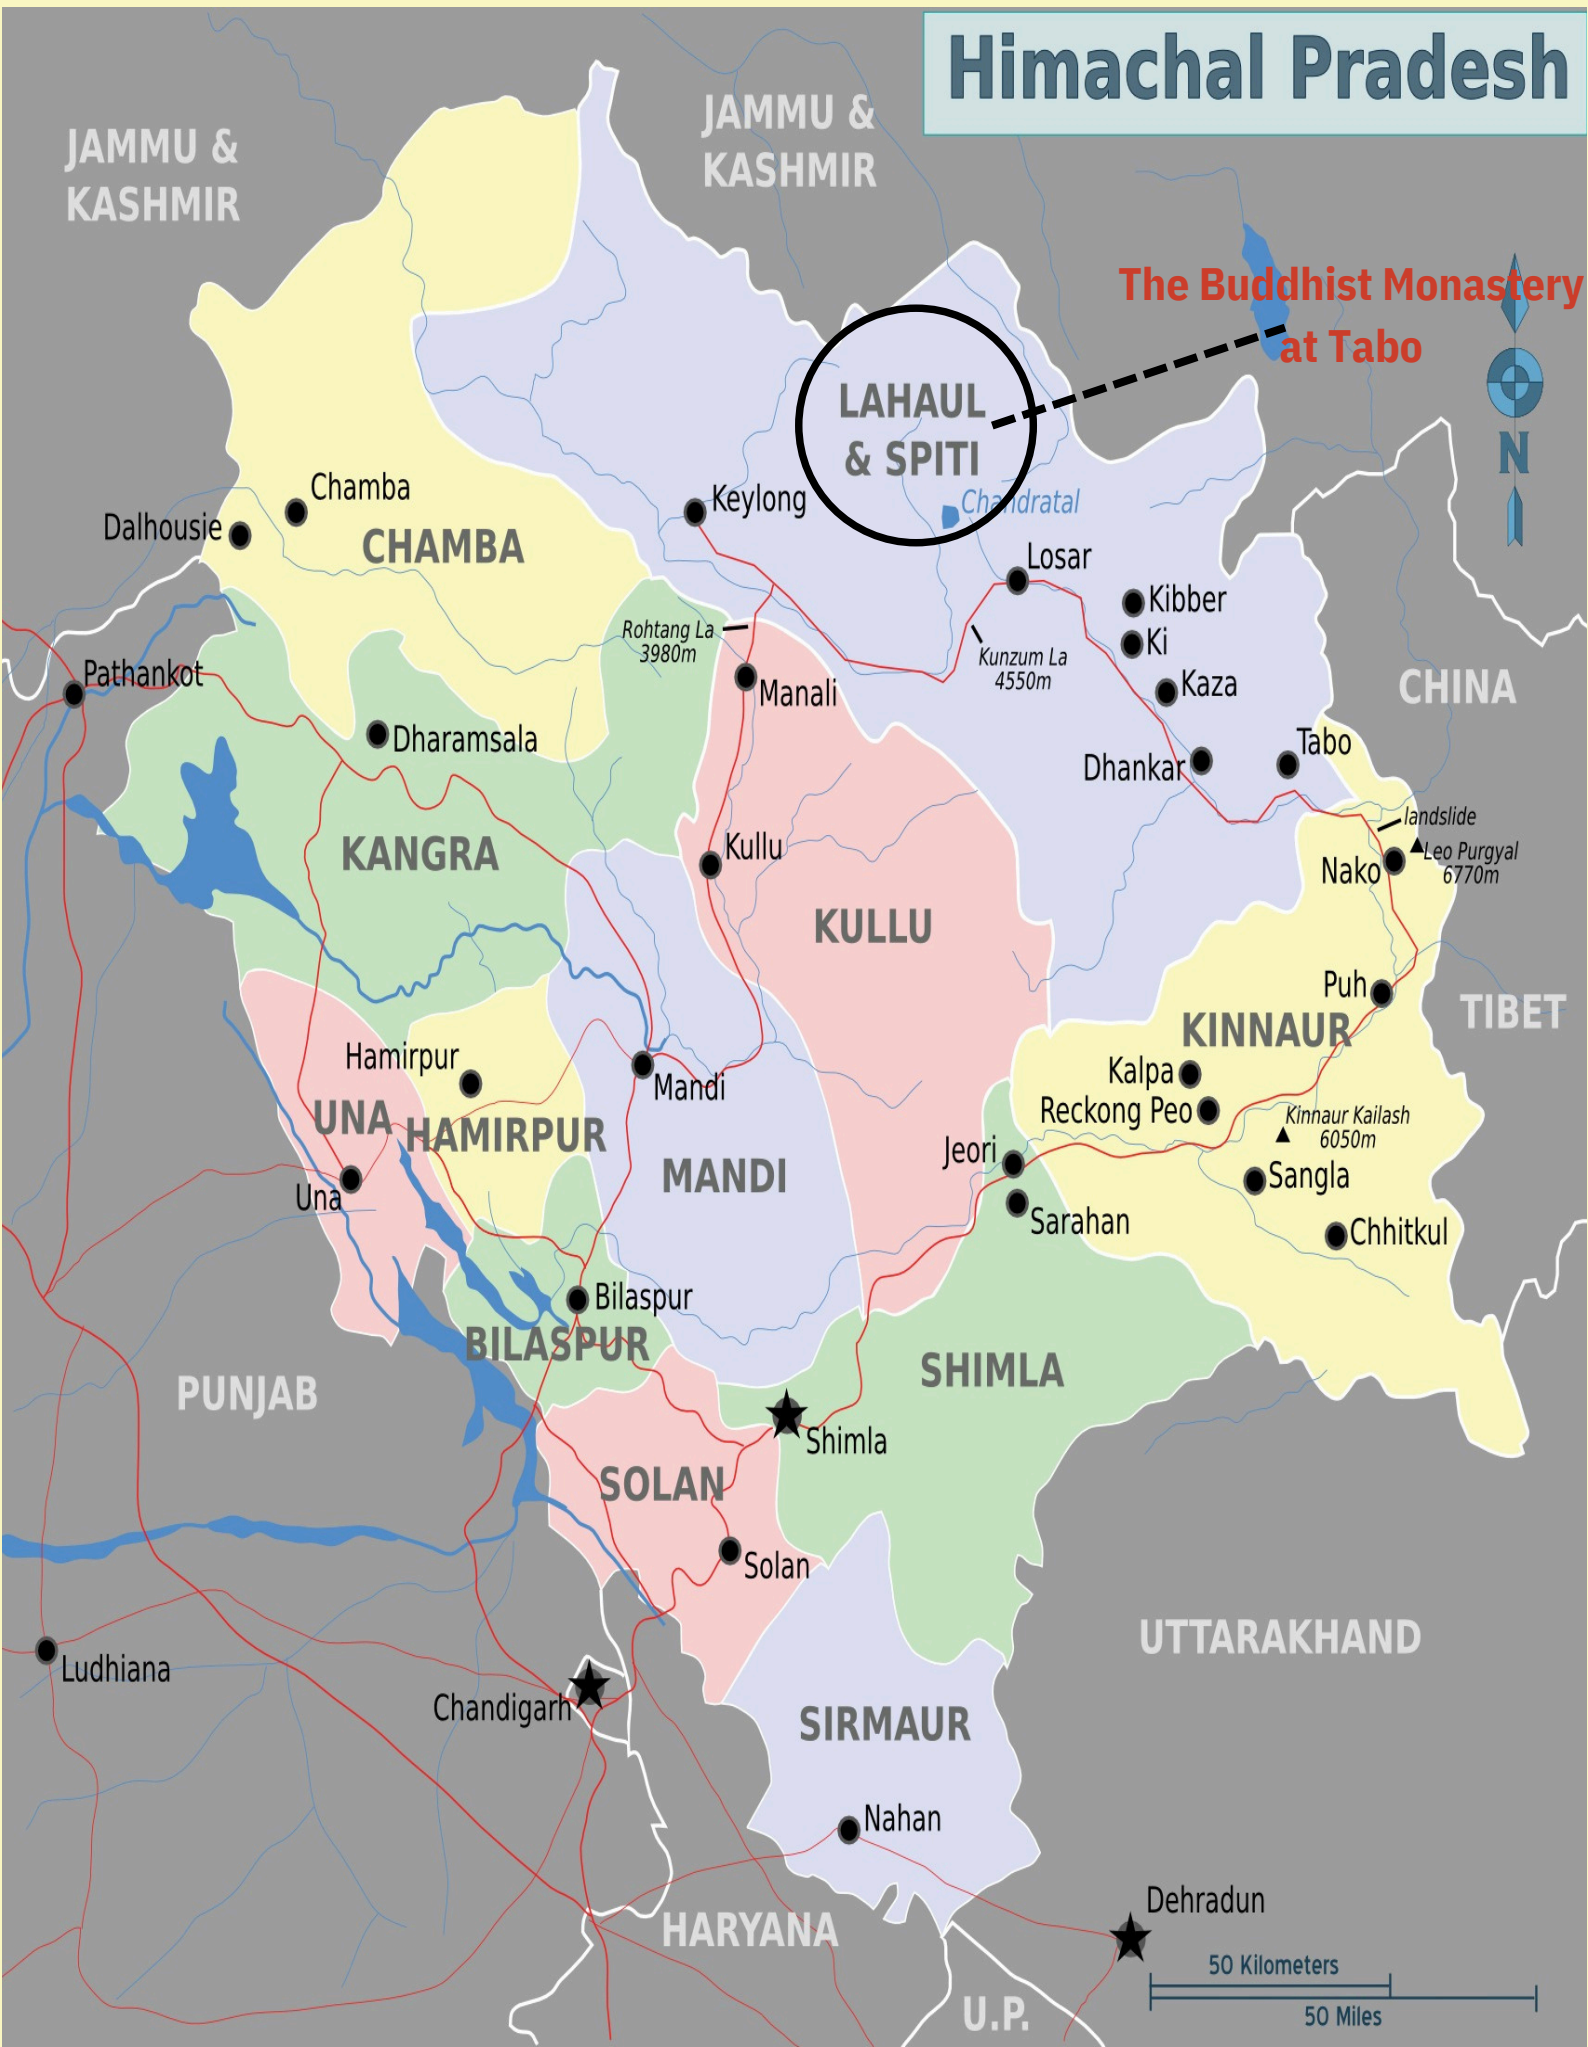 Himachal Pradesh
JAMMU &
KASHMIR
JAMMU &
KASHMIR
The Buddhist Monastery
at Tabo
LAHAUL
& SPITI
N
Chandratal
Keylong
Chamba
Dalhousie
CHAMBA
Losar
Kibber
Ki
Rohtang La
3980m
Kunzum La
4550m
Kaza
CHINA
Pathankot
Manali
Dharamsala
Tabo
Dhankar
landslide
Leo Purgyal
6770m
Nako
KANGRA
Kullu
KULLU
Puh
TIBET
KINNAUR
Hamirpur
Mandi
Kalpa
Reckong Peo
Kinnaur Kailash
6050m
UNA
HAMIRPUR
Jeori
MANDI
Sangla
Una
Sarahan
Chhitkul
Bilaspur
BILASPUR
SHIMLA
PUNJAB
Shimla
SOLAN
Solan
UTTARAKHAND
Ludhiana
Chandigarh
SIRMAUR
Nahan
HARYANA
Dehradun
50 Kilometers
50 Miles
U.P.